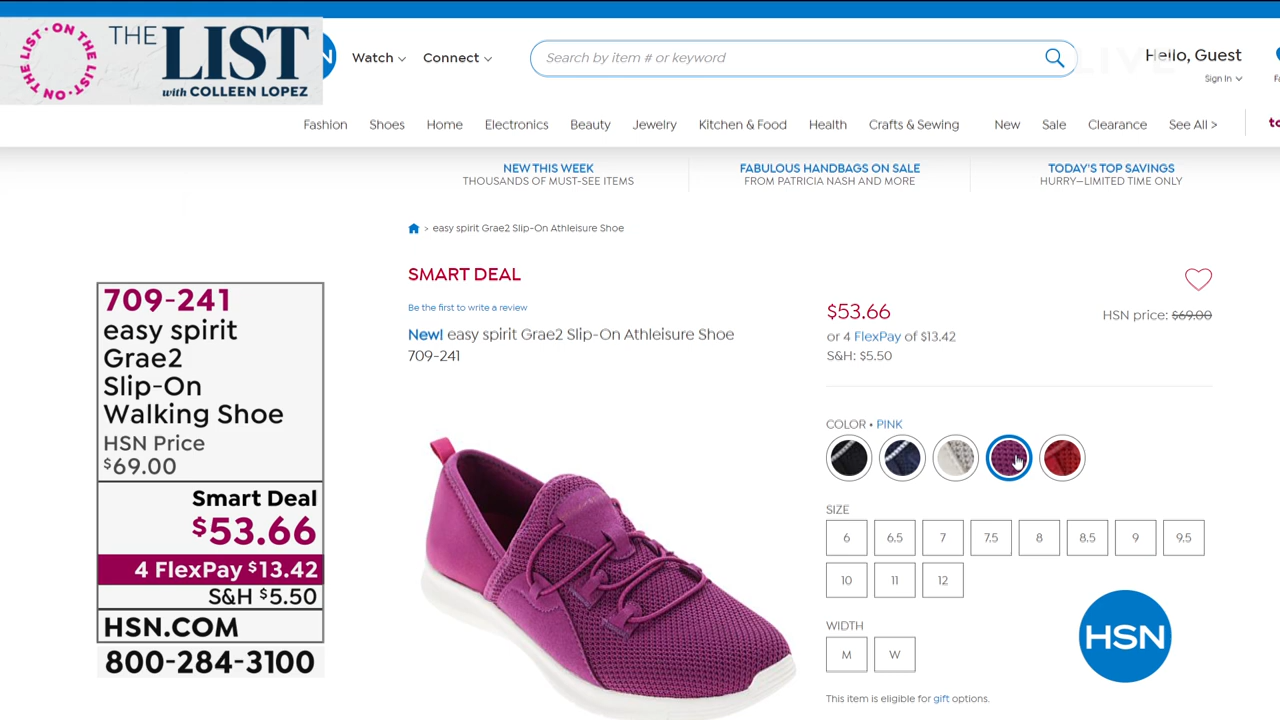 ON THE LIST • ON THE LIST •
THE
LIST
with COLLEEN LOPEZ
Watch
Connect
Search by item # or keyword
LIVE
Hello, Guest
Sign In
Fashion
Shoes
Home
Electronics
Beauty
Jewelry
Kitchen & Food
Health
Crafts & Sewing
New
Sale
Clearance
See All >
NEW THIS WEEK
THOUSANDS OF MUST-SEE ITEMS
FABULOUS HANDBAGS ON SALE
FROM PATRICIA NASH AND MORE
TODAY'S TOP SAVINGS
HURRY—LIMITED TIME ONLY
> easy spirit Grae2 Slip-On Athleisure Shoe
709-241
easy spirit
Grae2
Slip-On
Walking Shoe
HSN Price
$69.00
Smart Deal
$53.66
4 FlexPay $13.42
S&H $5.50
HSN.COM
800-284-3100
SMART DEAL
Be the first to write a review
New! easy spirit Grae2 Slip-On Athleisure Shoe
709-241
$53.66
HSN price: $69.00
or 4 FlexPay of $13.42
S&H: $5.50
COLOR • PINK
SIZE
6 6.5 7 7.5 8 8.5 9 9.5
10 11 12
WIDTH
M W
This item is eligible for gift options.
HSN